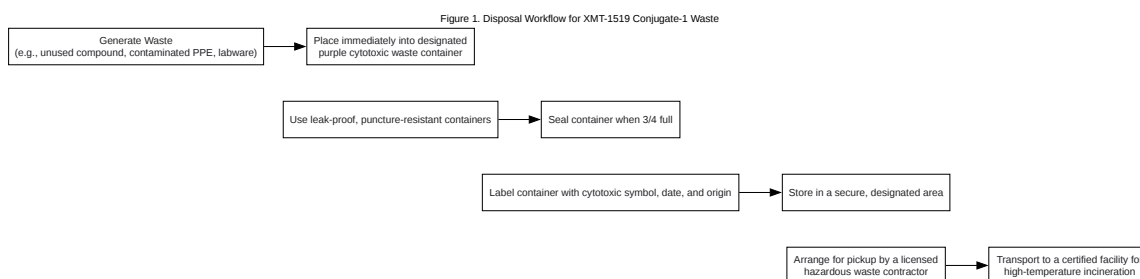 Figure 1. Disposal Workflow for XMT-1519 Conjugate-1 Waste
Generate Waste
(e.g., unused compound, contaminated PPE, labware)
Place immediately into designated
purple cytotoxic waste container
Use leak-proof, puncture-resistant containers
Seal container when 3/4 full
Label container with cytotoxic symbol, date, and origin
Store in a secure, designated area
Arrange for pickup by a licensed
hazardous waste contractor
Transport to a certified facility
high-temperature incineration